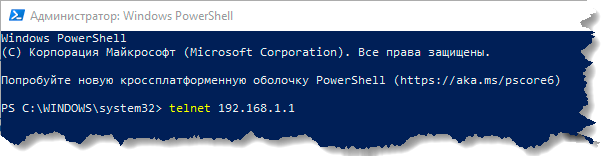 Администратор: Windows PowerShell
Windows PowerShell
(C) Корпорация Майкрософт (Microsoft Corporation). Все права защищены.
Попробуйте новую кроссплатформенную оболочку PowerShell (https://aka.ms/pscore6)
PS C:\WINDOWS\system32> telnet 192.168.1.1